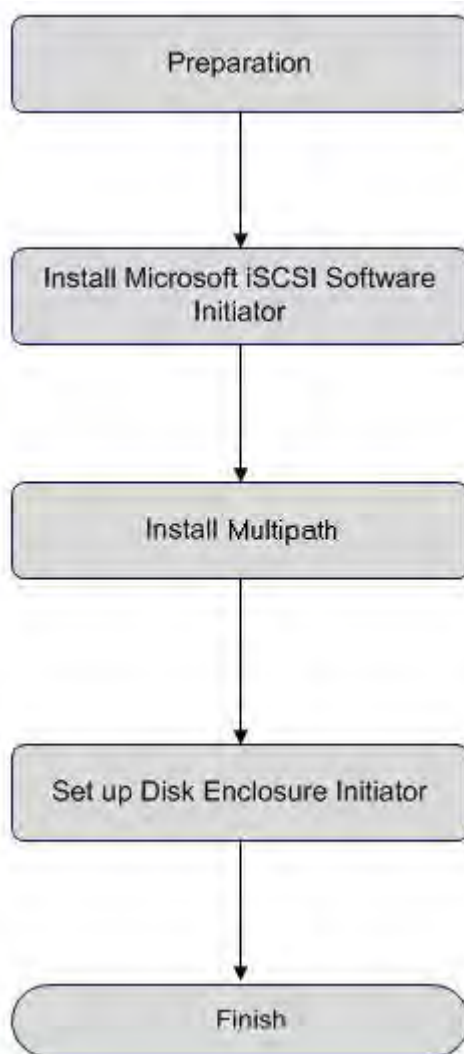 Preparation
Install Microsoft iSCSI Software
Initiator
Install Multipath
Set up Disk Enclosure Initiator
Finish